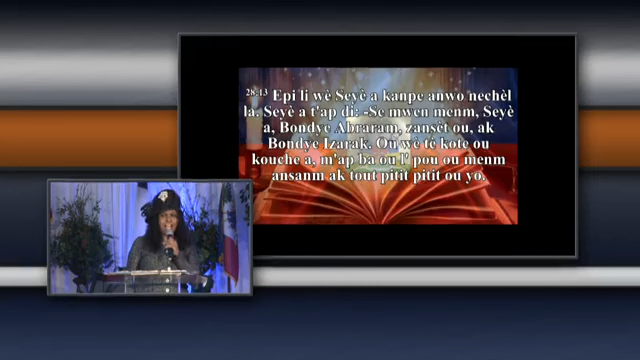 28:13 Epi li wè Seyè a kanpe anwo nechèl
la. Seyè a t'ap di: -Se mwen menm, Seyè
a, Bondye Abraram, zansèt ou, ak
Bondye Izarak. Ou wè tè kote ou
kouche a, m'ap ba ou l' pou ou menm
ansanm ak tout pitit pitit ou yo.